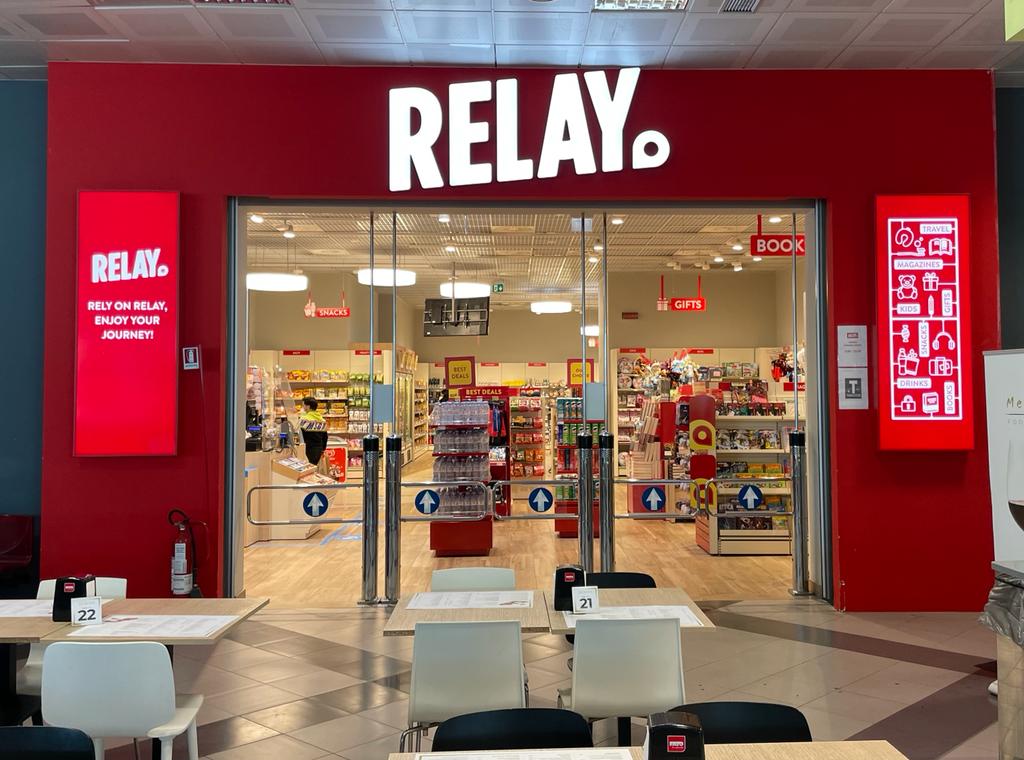 RELAY
RELAY
RELY ON RELAY,
ENJOY YOUR
JOURNEY!
SNACKS
GIFTS
BOOK
BEST
DEALS
BEST DEALS
TRAVEL
MAGAZINES
KIDS
GIFTS
SNACKS
DRINKS
BOOKS
Me
22
21